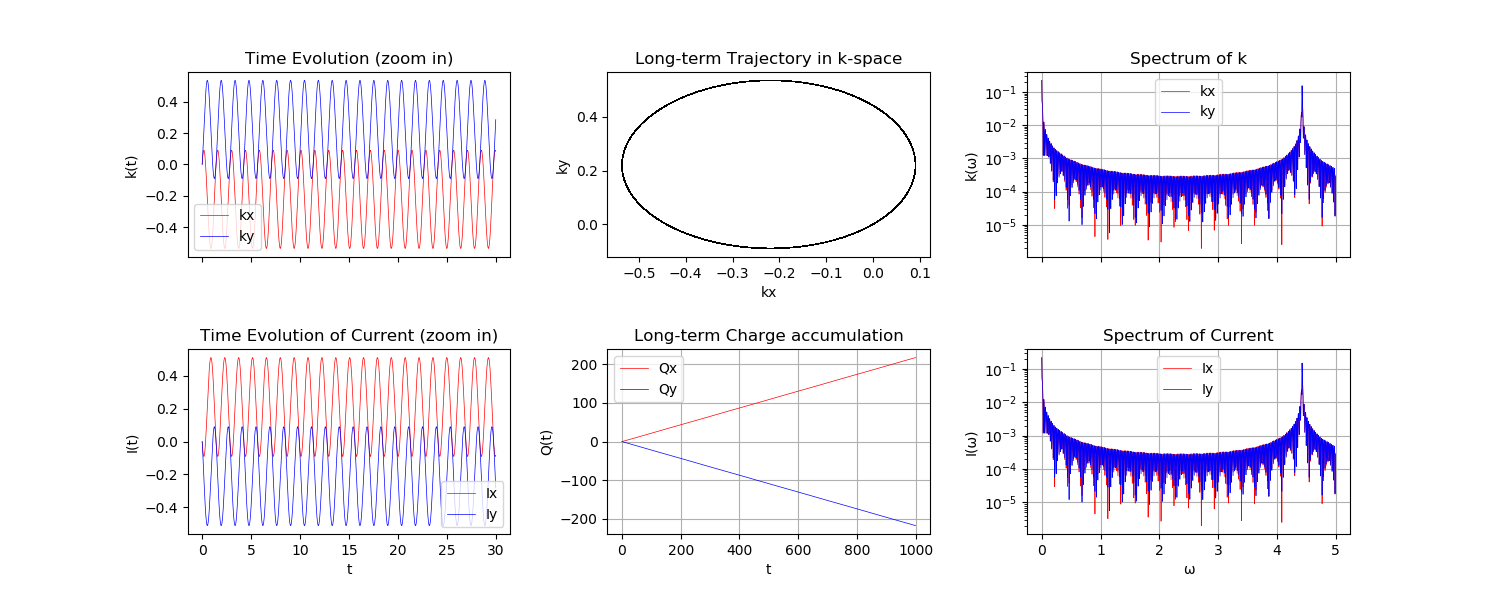 Time Evolution (zoom in)
k(t)
0.4
0.2
0.0
−0.2
−0.4
kx
ky
Long-term Trajectory in k-space
ky
0.4
0.2
0.0
−0.5 −0.4 −0.3 −0.2 −0.1 0.0 0.1
kx
Spectrum of k
k(ω)
10⁻¹
10⁻²
10⁻³
10⁻⁴
10⁻⁵
kx
ky
Time Evolution of Current (zoom in)
I(t)
0.4
0.2
0.0
−0.2
−0.4
Ix
Iy
0 5 10 15 20 25 30
t
Long-term Charge accumulation
Q(t)
200
100
0
−100
−200
Qx
Qy
0 200 400 600 800 1000
t
Spectrum of Current
I(ω)
10⁻¹
10⁻²
10⁻³
10⁻⁴
10⁻⁵
Ix
Iy
0 1 2 3 4 5
ω